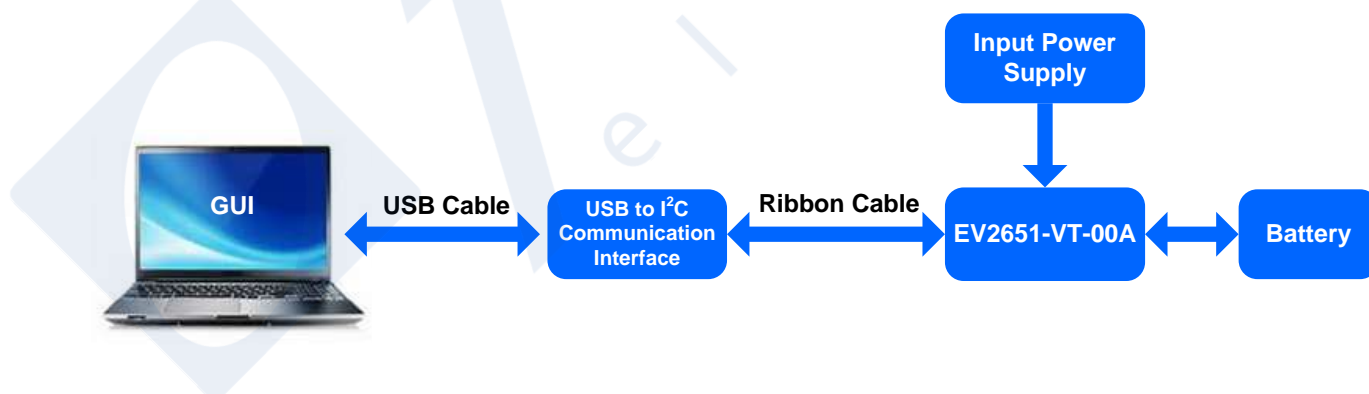 Input Power
Supply
GUI
USB Cable
USB to I²C
Communication
Interface
Ribbon Cable
EV2651-VT-00A
Battery